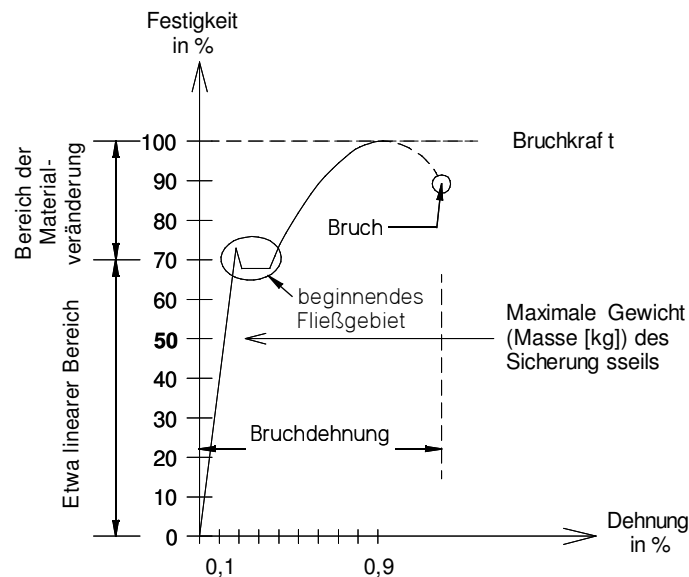 Festigkeit
in %
100
90
80
70
60
50
40
30
20
10
0
Bereich der
Material-
veränderung
Etwa linearer Bereich
Bruchkraf t
Bruch
beginnendes
Fließgebiet
Maximale Gewicht
(Masse [kg]) des
Sicherung sseils
Bruchdehnung
0,1
0,9
Dehnung
in %